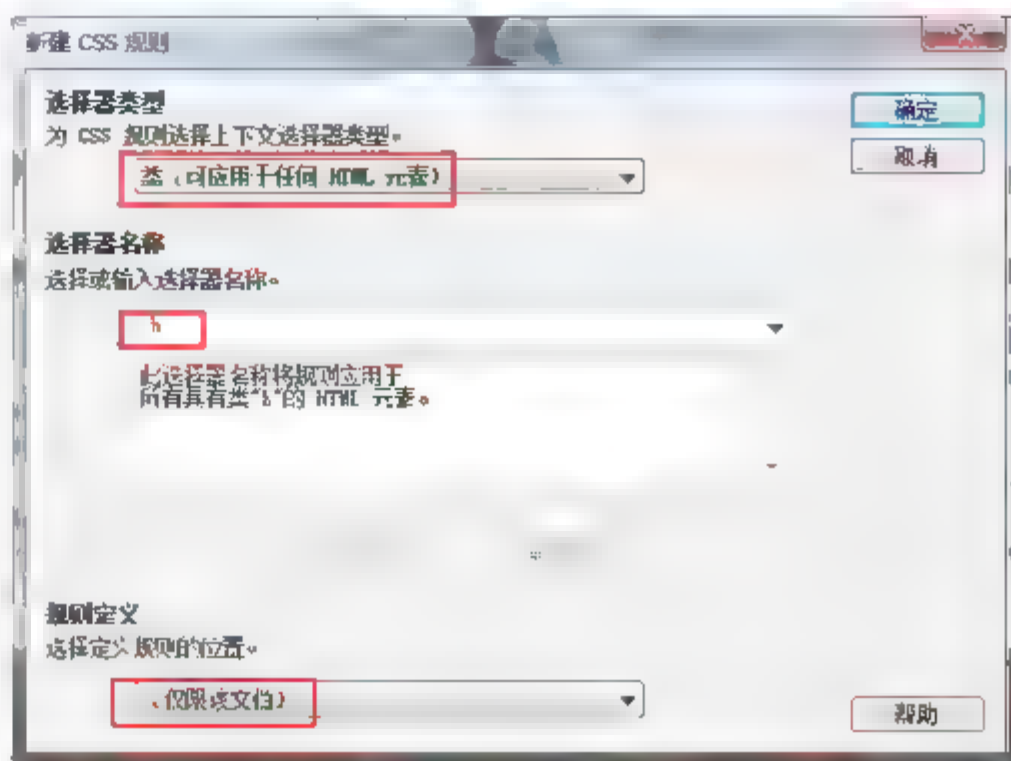 新建 CSS 规则
选择器类型
为 CSS 规则选择上下文选择器类型。
类（可应用于任何 HTML 元素）
确定
取消
选择器名称
选择或输入选择器名称。
h
此选择器名称将规则应用于
所有具有类“h”的 HTML 元素。
规则定义
选择定义规则的位置。
（仅限该文档）
帮助